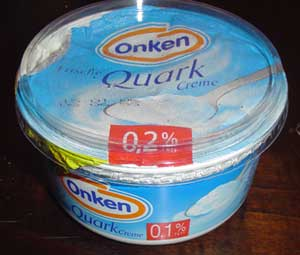 Onken
Frische
Quark
Creme
0,2%
Onken
Quark Creme
0,1%